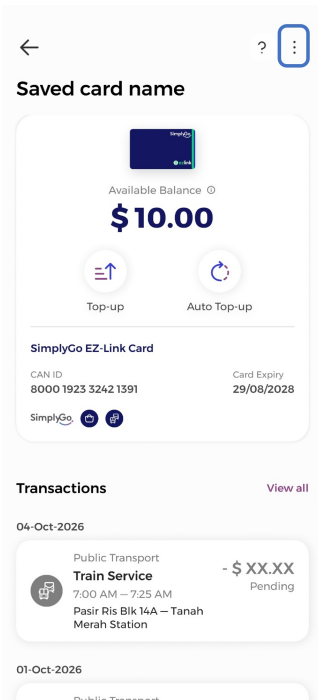 ?
Saved card name
SimplyGo
ezlink
Available Balance
$10.00
Top-up
Auto Top-up
SimplyGo EZ-Link Card
CAN ID
Card Expiry
8000 1923 3242 1391
29/08/2028
SimplyGo
Transactions
View all
04-Oct-2026
Public Transport
Train Service
- $ XX.XX
7:00 AM — 7:25 AM
Pending
Pasir Ris Blk 14A — Tanah
Merah Station
01-Oct-2026
Public Transport